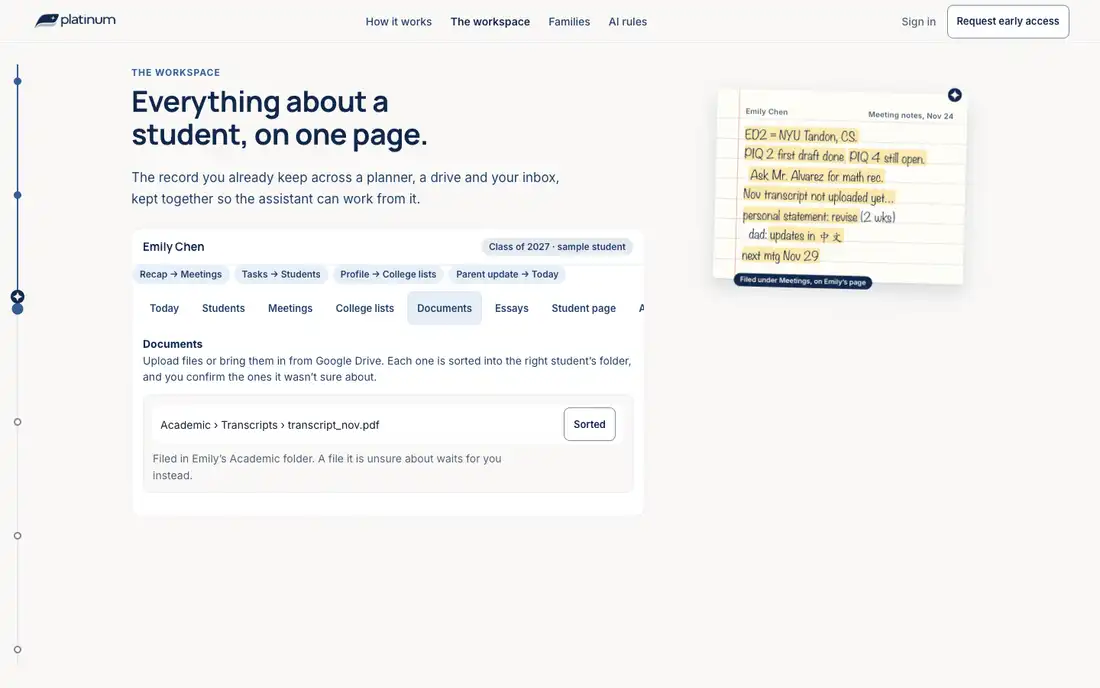 platinum
How it works
The workspace
Families
AI rules
Sign in
Request early access
THE WORKSPACE
Everything about a
student, on one page.
The record you already keep across a planner, a drive and your inbox,
kept together so the assistant can work from it.
Emily Chen
Class of 2027 · sample student
Recap → Meetings
Tasks → Students
Profile → College lists
Parent update → Today
Today
Students
Meetings
College lists
Documents
Essays
Student page
A
Documents
Upload files or bring them in from Google Drive. Each one is sorted into the right student’s folder,
and you confirm the ones it wasn’t sure about.
Academic › Transcripts › transcript_nov.pdf
Sorted
Filed in Emily’s Academic folder. A file it is unsure about waits for you
instead.
Emily Chen
Meeting notes, Nov 24
ED2 = NYU Tandon, CS.
PIQ 2 first draft done. PIQ 4 still open.
Ask Mr. Alvarez for math rec.
Nov transcript not uploaded yet...
personal statement: revise (2 wks)
dad: updates in 中文
next mtg Nov 29
Filed under Meetings, on Emily’s page